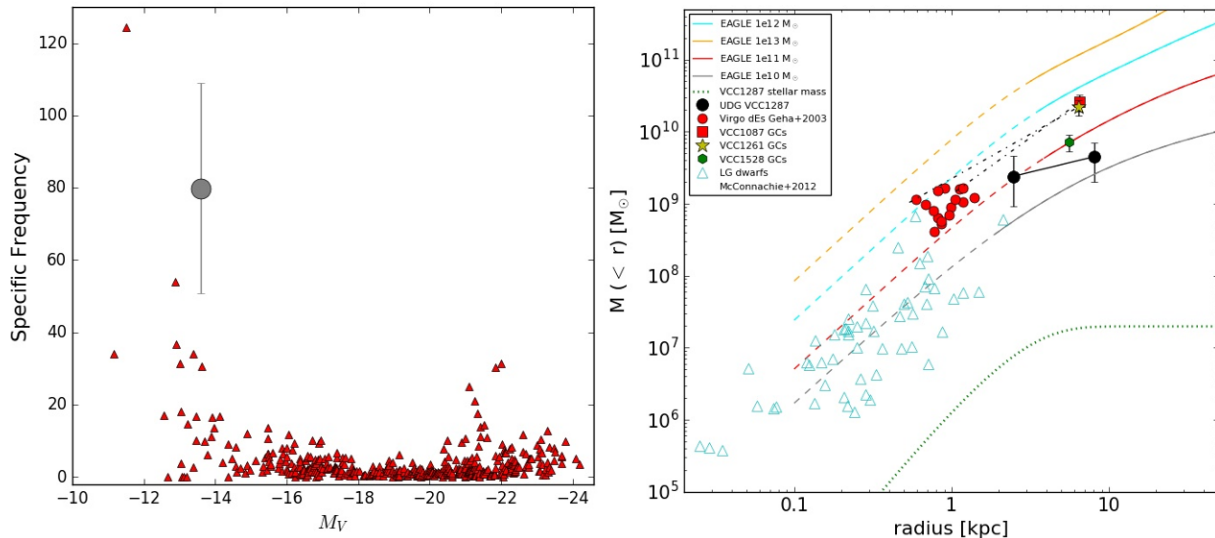 120
100
80
60
40
20
0
Specific Frequency
−10
−12
−14
−16
−18
−20
−22
−24
M_V
EAGLE 1e12 M☉
EAGLE 1e13 M☉
EAGLE 1e11 M☉
EAGLE 1e10 M☉
VCC1287 stellar mass
UDG VCC1287
Virgo dEs Geha+2003
VCC1087 GCs
VCC1261 GCs
VCC1528 GCs
LG dwarfs
McConnachie+2012
10^11
10^10
10^9
10^8
10^7
10^6
10^5
M(< r) [M☉]
0.1
1
10
radius [kpc]